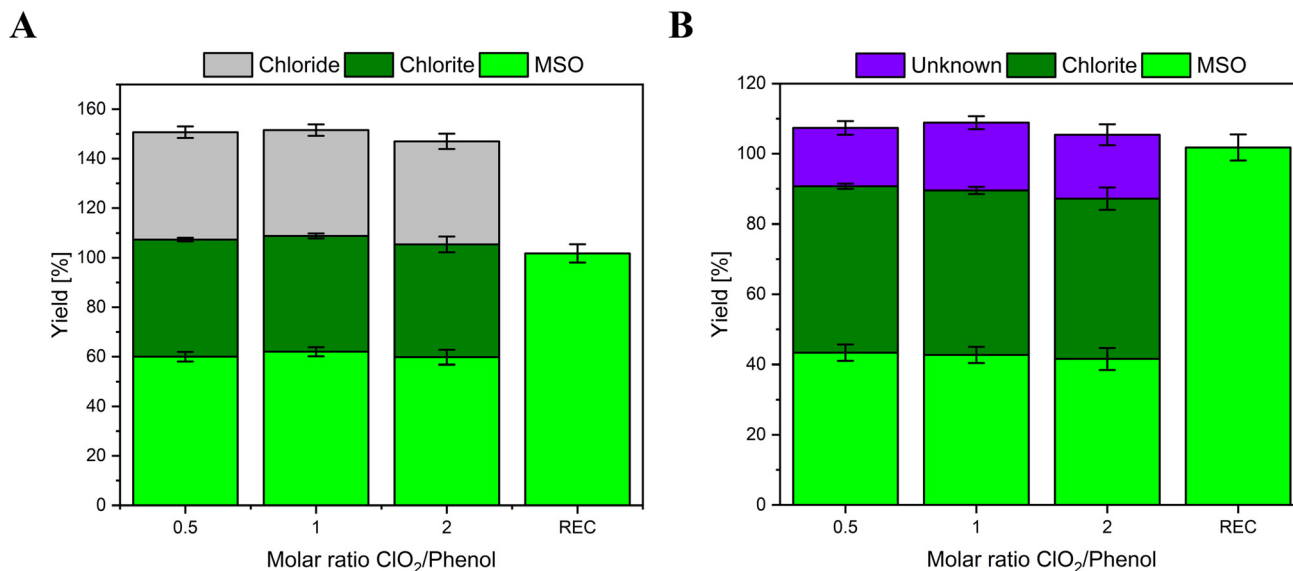 A
Chloride Chlorite MSO
Yield [%]
160
140
120
100
80
60
40
20
0
0.5 1 2 REC
Molar ratio ClO₂/Phenol
B
Unknown Chlorite MSO
Yield [%]
120
100
80
60
40
20
0
0.5 1 2 REC
Molar ratio ClO₂/Phenol